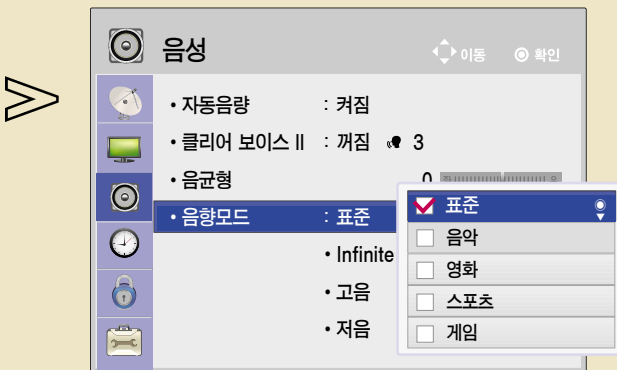 음성
이동 확인
• 자동음량 : 켜짐
• 클리어 보이스 II : 꺼짐 3
• 음균형 0 좌 우
• 음향모드 : 표준
• Infinite
• 고음
• 저음
표준
음악
영화
스포츠
게임